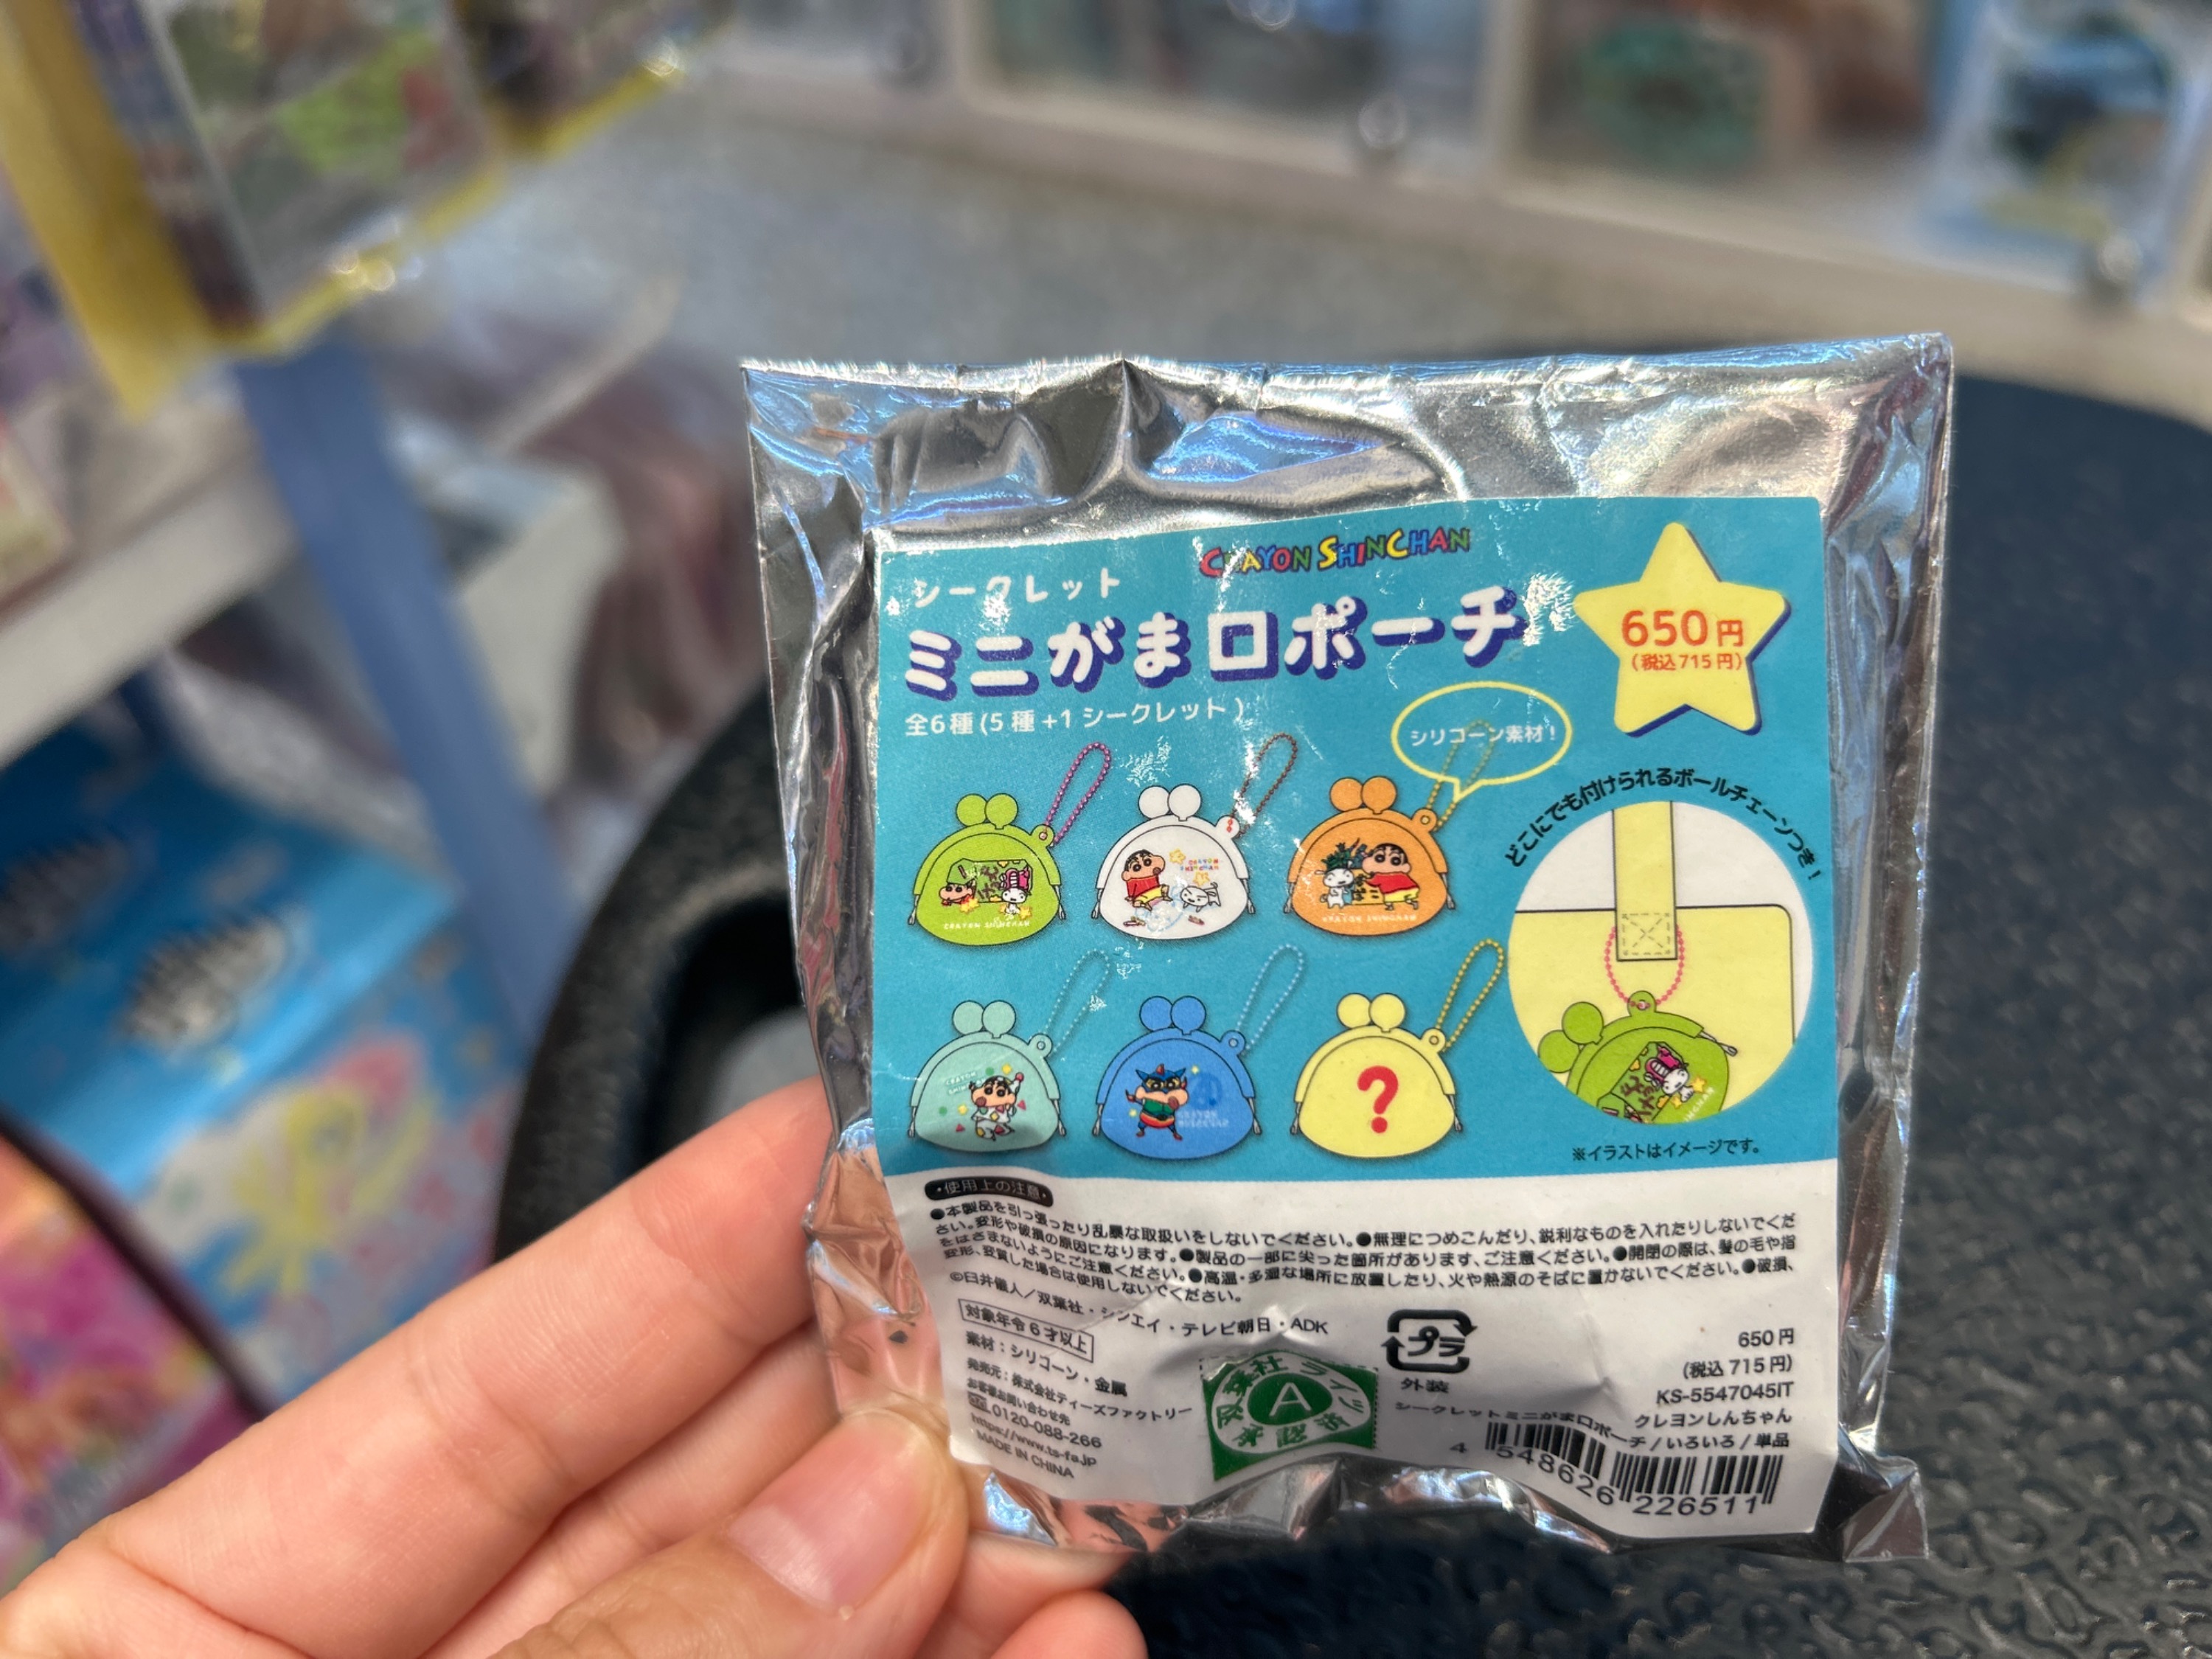 CRAYON SHINCHAN
シークレット
ミニがま口ポーチ
全6種(5種+1シークレット)
650円
(税込715円)
シリコーン素材!
どこにでも付けられるボールチェーンつき!
CRAYON SHINCHAN
CRAYON SHINCHAN
CRAYON SHINCHAN
CRAYON
?
※イラストはイメージです。
・使用上の注意・
●本製品を引っ張ったり乱暴な取扱いをしないでください。●無理につめこんだり、鋭利なものを入れたりしないでくだ
さい。変形や破損の原因になります。●製品の一部に尖った箇所があります、ご注意ください。●開閉の際は、髪の毛や指
をはさまないようにご注意ください。●高温・多湿な場所に放置したり、火や熱源のそばに置かないでください。●破損、
変形、変質した場合は使用しないでください。
©臼井儀人/双葉社・シンエイ・テレビ朝日・ADK
対象年令6才以上
素材:シリコーン・金属
発売元:株式会社ティーズファクトリー
お客様お問い合わせ先
0120-088-266
https://www.ts-fa.jp
MADE IN CHINA
双葉社ライツ
A
承認済
プラ
外装
650円
(税込715円)
KS-5547045IT
クレヨンしんちゃん
シークレットミニがま口ポーチ/いろいろ/単品
4 548626 226511